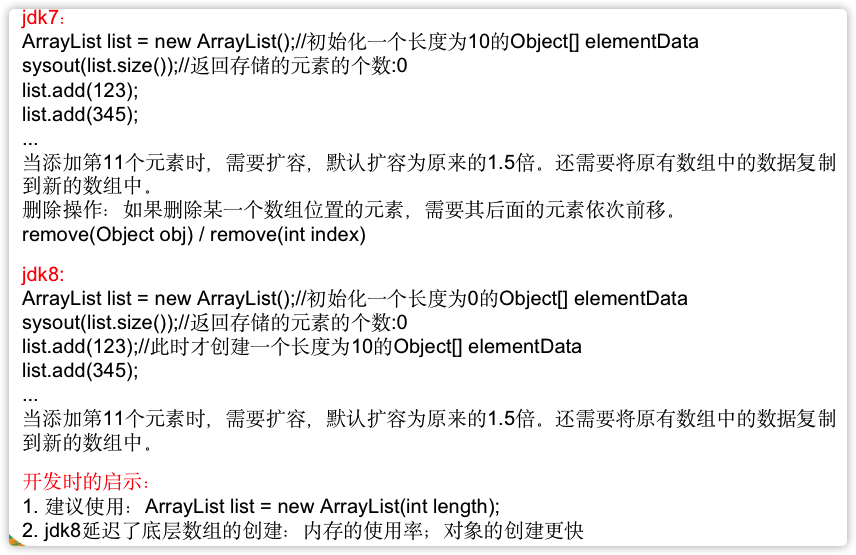 jdk7:
ArrayList list = new ArrayList();//初始化一个长度为10的Object[] elementData
sysout(list.size());//返回存储的元素的个数:0
list.add(123);
list.add(345);
...
当添加第11个元素时，需要扩容，默认扩容为原来的1.5倍。还需要将原有数组中的数据复制
到新的数组中。
删除操作：如果删除某一个数组位置的元素，需要其后面的元素依次前移。
remove(Object obj) / remove(int index)
jdk8:
ArrayList list = new ArrayList();//初始化一个长度为0的Object[] elementData
sysout(list.size());//返回存储的元素的个数:0
list.add(123);//此时才创建一个长度为10的Object[] elementData
list.add(345);
...
当添加第11个元素时，需要扩容，默认扩容为原来的1.5倍。还需要将原有数组中的数据复制
到新的数组中。
开发时的启示：
1. 建议使用：ArrayList list = new ArrayList(int length);
2. jdk8延迟了底层数组的创建：内存的使用率；对象的创建更快